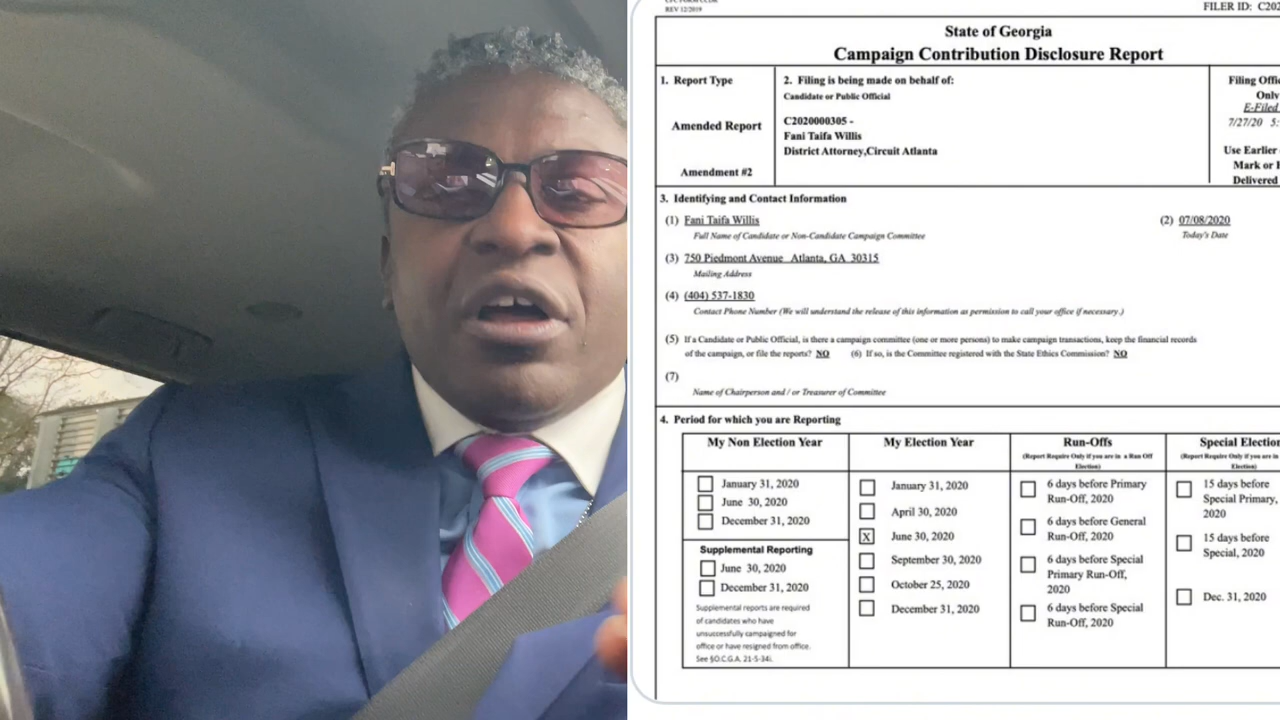 REV 12/2019
FILER ID: C202
State of Georgia
Campaign Contribution Disclosure Report
1. Report Type
2. Filing is being made on behalf of:
Candidate or Public Official
Amended Report
C2020000305 -
Fani Taifa Willis
District Attorney,Circuit Atlanta
Amendment #2
Filing Offi
Only
E-Filed
7/27/20 5:
Use Earlier
Mark or
Delivered
3. Identifying and Contact Information
(1) Fani Taifa Willis
Full Name of Candidate or Non-Candidate Campaign Committee
(2) 07/08/2020
Today's Date
(3) 750 Piedmont Avenue Atlanta, GA 30315
Mailing Address
(4) (404) 537-1830
Contact Phone Number (We will understand the release of this information as permission to call your office if necessary.)
(5) If a Candidate or Public Official, is there a campaign committee (one or more persons) to make campaign transactions, keep the financial records
of the campaign, or file the reports? NO (6) If so, is the Committee registered with the State Ethics Commission? NO
(7)
Name of Chairperson and / or Treasurer of Committee
4. Period for which you are Reporting
My Non Election Year
January 31, 2020
June 30, 2020
December 31, 2020
Supplemental Reporting
June 30, 2020
December 31, 2020
Supplemental reports are required
of candidates who have
unsuccessfully campaigned for
office or have resigned from office.
See §O.C.G.A. 21-5-34i.
My Election Year
January 31, 2020
April 30, 2020
X June 30, 2020
September 30, 2020
October 25, 2020
December 31, 2020
Run-Offs
(Report Require Only if you are in a Run Off
Election)
6 days before Primary
Run-Off, 2020
6 days before General
Run-Off, 2020
6 days before Special
Primary Run-Off,
2020
6 days before Special
Run-Off, 2020
Special Election
(Report Require Only if you are in
Election)
15 days before
Special Primary,
2020
15 days before
Special, 2020
Dec. 31, 2020